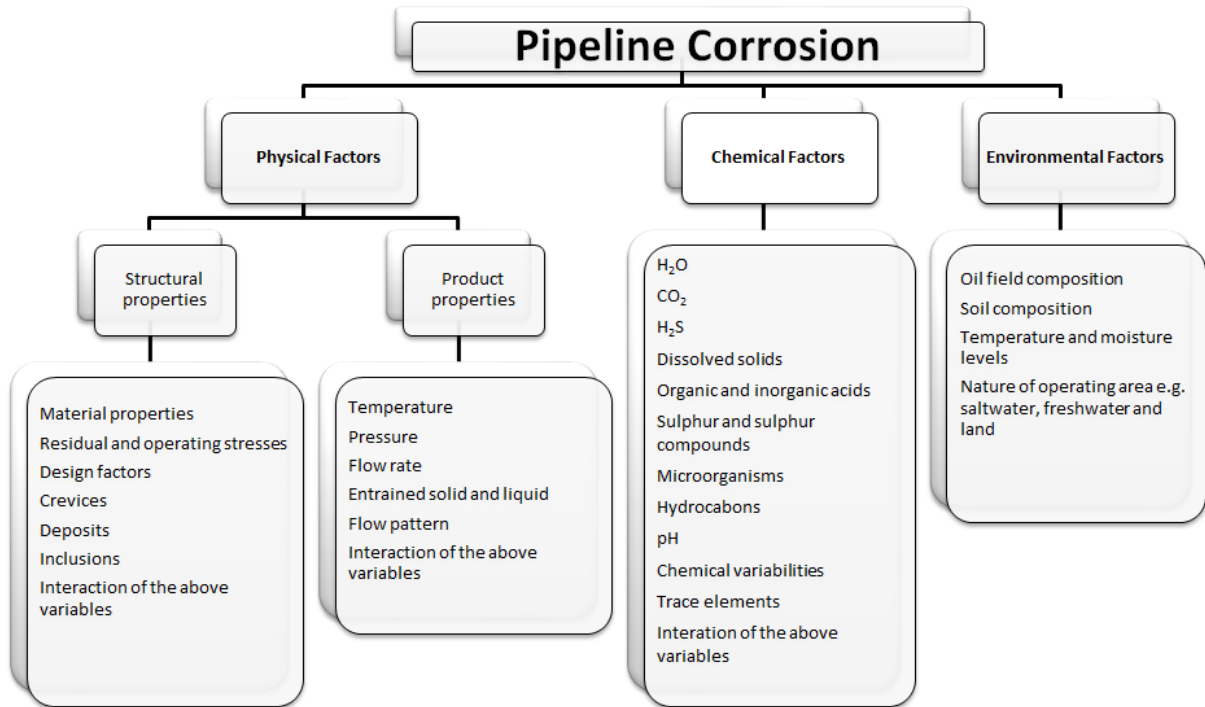 Pipeline Corrosion
Physical Factors
Chemical Factors
Environmental Factors
Structural
properties
Product
properties
Material properties
Residual and operating stresses
Design factors
Crevices
Deposits
Inclusions
Interaction of the above
variables
Temperature
Pressure
Flow rate
Entrained solid and liquid
Flow pattern
Interaction of the above
variables
H₂O
CO₂
H₂S
Dissolved solids
Organic and inorganic acids
Sulphur and sulphur
compounds
Microorganisms
Hydrocabons
pH
Chemical variabilities
Trace elements
Interation of the above
variables
Oil field composition
Soil composition
Temperature and moisture
levels
Nature of operating area e.g.
saltwater, freshwater and
land